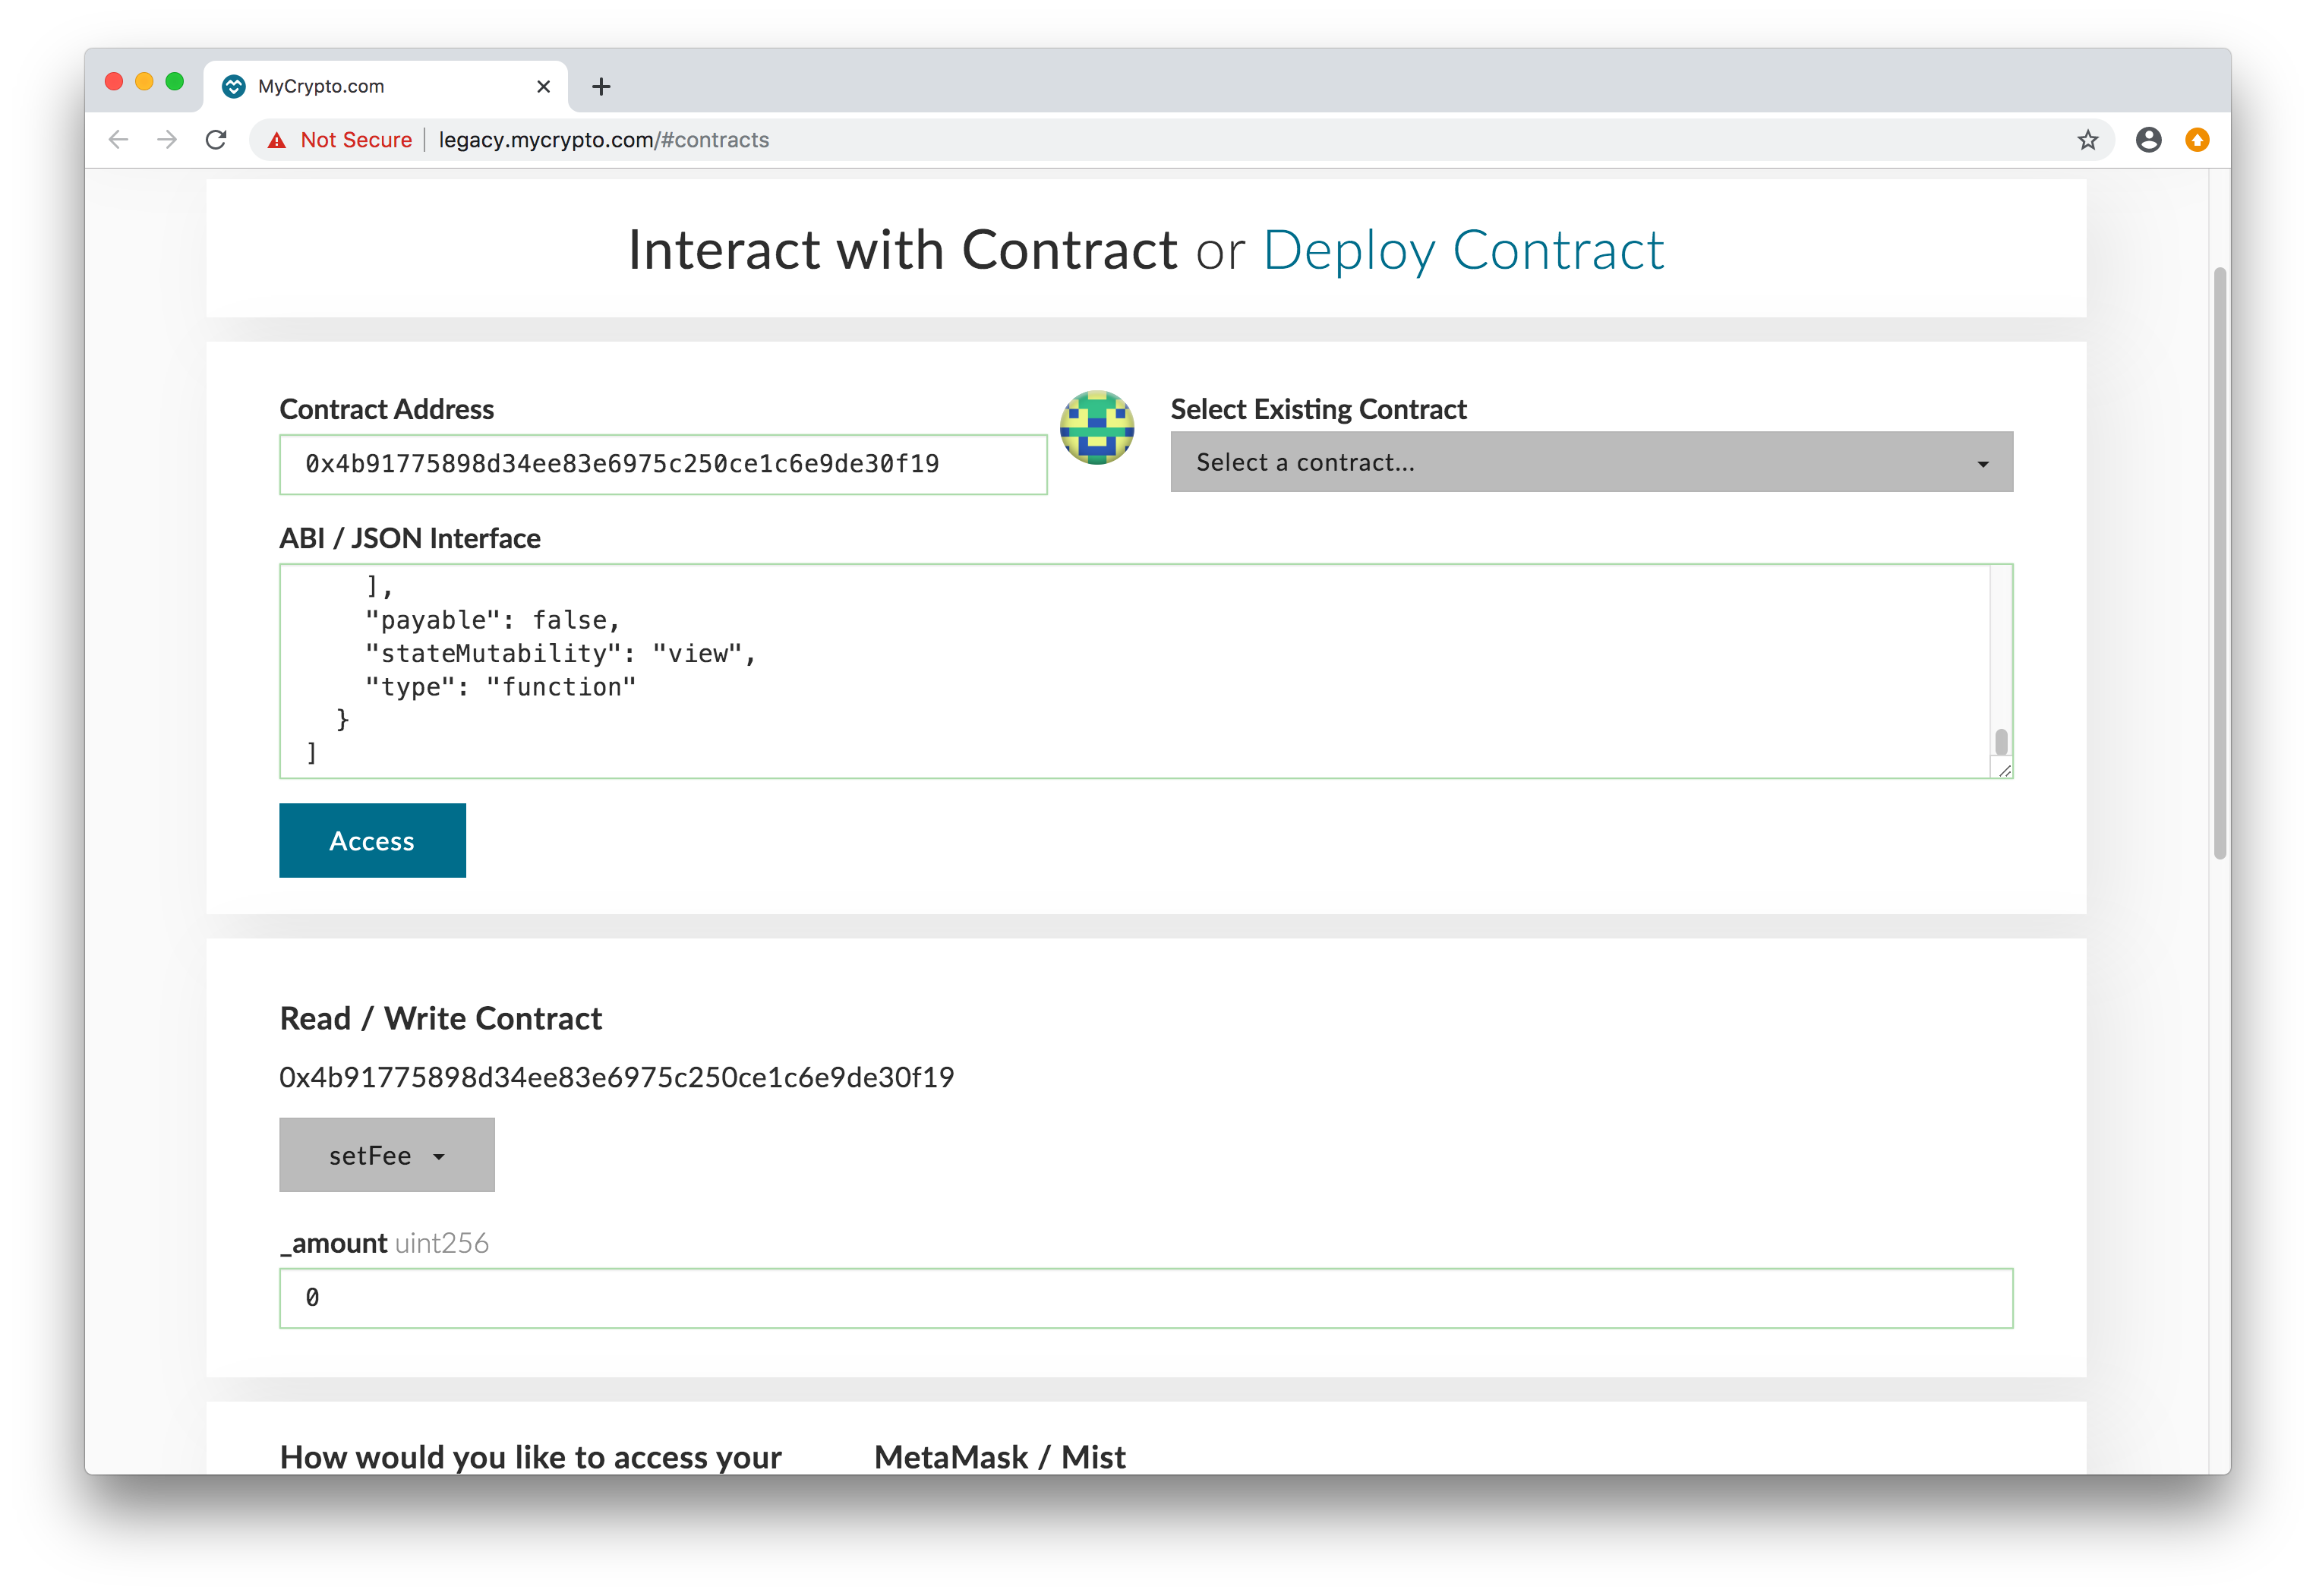 MyCrypto.com
Not Secure legacy.mycrypto.com/#contracts
Interact with Contract or Deploy Contract
Contract Address
Select Existing Contract
0x4b91775898d34ee83e6975c250ce1c6e9de30f19
Select a contract...
ABI / JSON Interface
],
"payable": false,
"stateMutability": "view",
"type": "function"
}
]
Access
Read / Write Contract
0x4b91775898d34ee83e6975c250ce1c6e9de30f19
setFee
_amount uint256
0
How would you like to access your
MetaMask / Mist